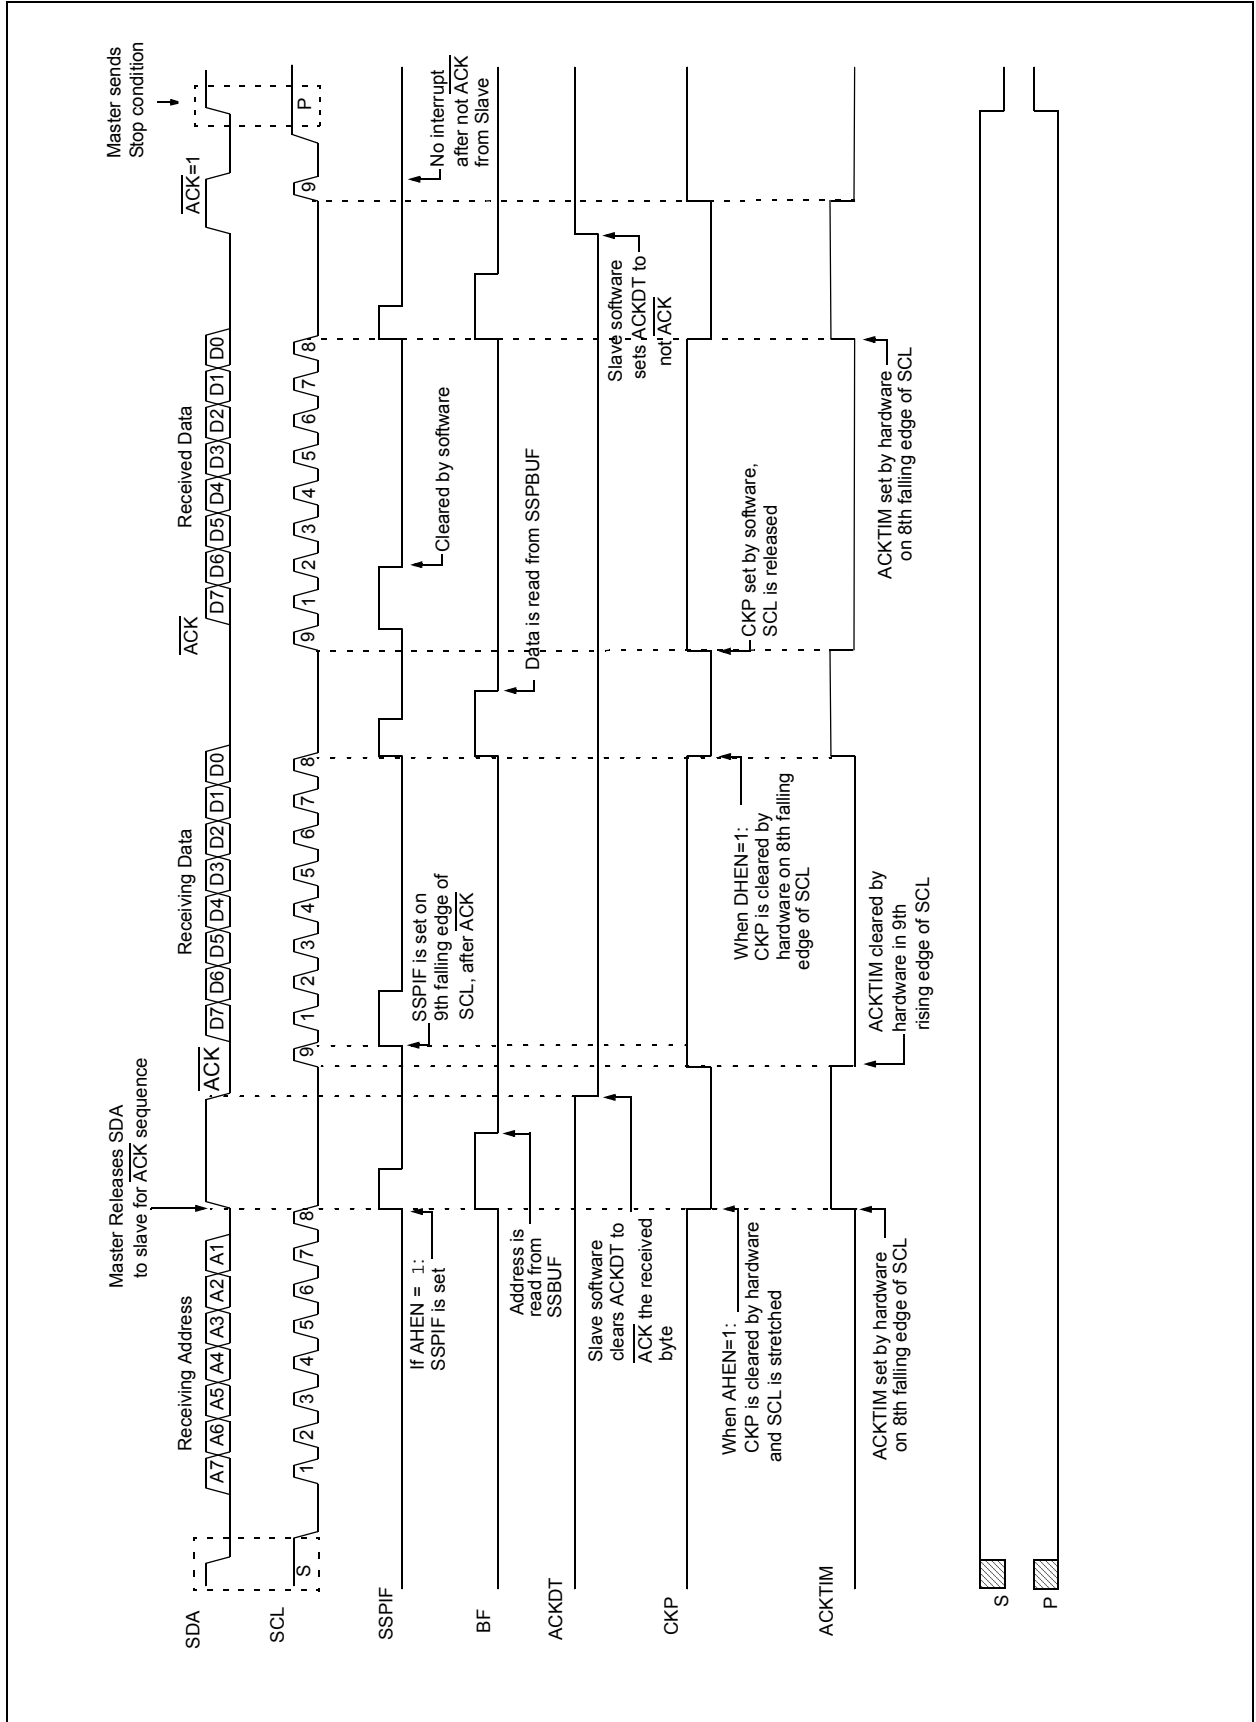 Master Releases SDA
to slave for ACK sequence
Master sends
Stop condition
Receiving Address
ACK
Receiving Data
ACK
Received Data
ACK=1
SDA
A7 A6 A5 A4 A3 A2 A1
D7 D6 D5 D4 D3 D2 D1 D0
D7 D6 D5 D4 D3 D2 D1 D0
SCL
S
1 2 3 4 5 6 7 8
9 1 2 3 4 5 6 7 8
9 1 2 3 4 5 6 7 8
9
P
SSPIF
If AHEN = 1:
SSPIF is set
SSPIF is set on
9th falling edge of
SCL, after ACK
Cleared by software
No interrupt
after not ACK
from Slave
BF
Address is
read from
SSBUF
Data is read from SSPBUF
ACKDT
Slave software
clears ACKDT to
ACK the received
byte
Slave software
sets ACKDT to
not ACK
CKP
When AHEN=1:
CKP is cleared by hardware
and SCL is stretched
When DHEN=1:
CKP is cleared by
hardware on 8th falling
edge of SCL
CKP set by software,
SCL is released
ACKTIM
ACKTIM set by hardware
on 8th falling edge of SCL
ACKTIM cleared by
hardware in 9th
rising edge of SCL
ACKTIM set by hardware
on 8th falling edge of SCL
S
P